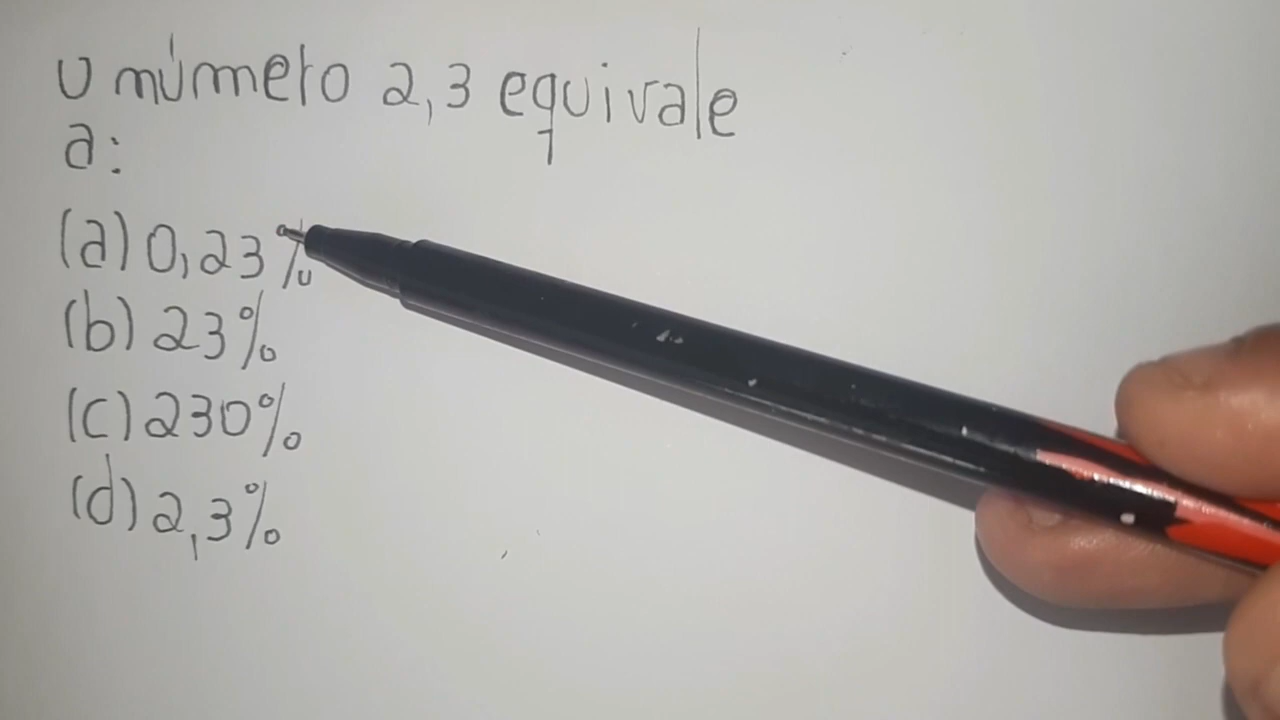 O número 2,3 equivale
a:
(a) 0,23%
(b) 23%
(c) 230%
(d) 2,3%